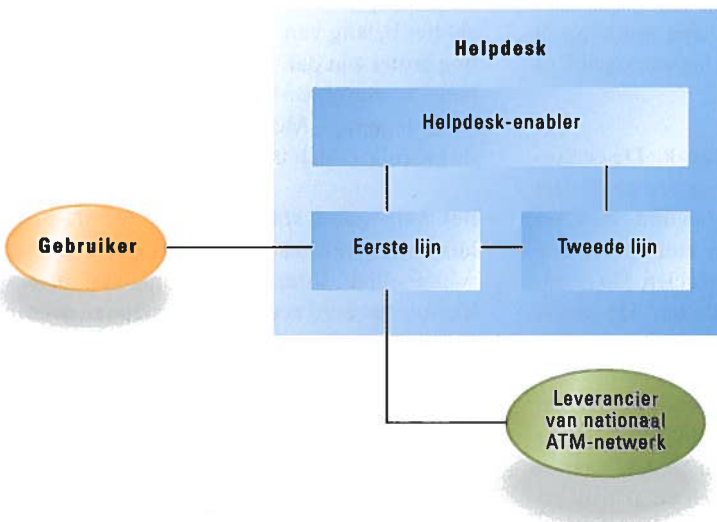 Helpdesk
Helpdesk-enabler
Gebruiker
Eerste lijn
Tweede lijn
Leverancier
van nationaal
ATM-netwerk